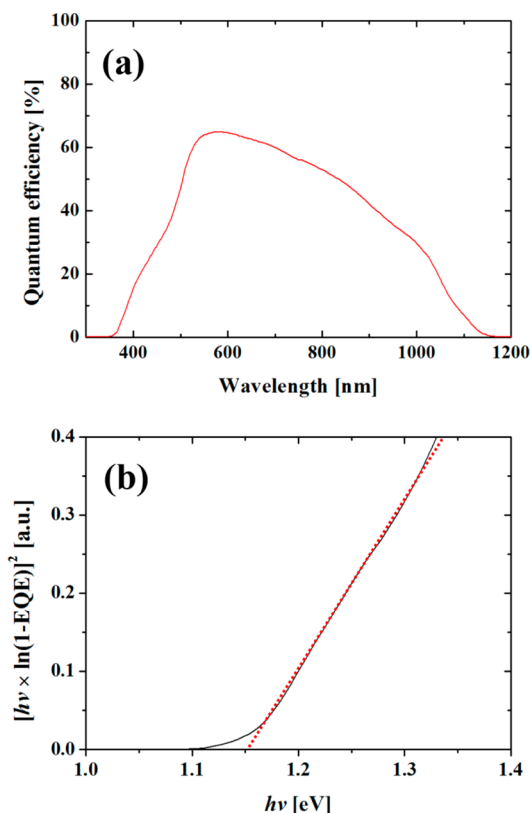 (a)
Quantum efficiency [%]
100
80
60
40
20
0
400 600 800 1000 1200
Wavelength [nm]
(b)
[hν × ln(1-EQE)]² [a.u.]
0.4
0.3
0.2
0.1
0.0
1.0 1.1 1.2 1.3 1.4
hν [eV]